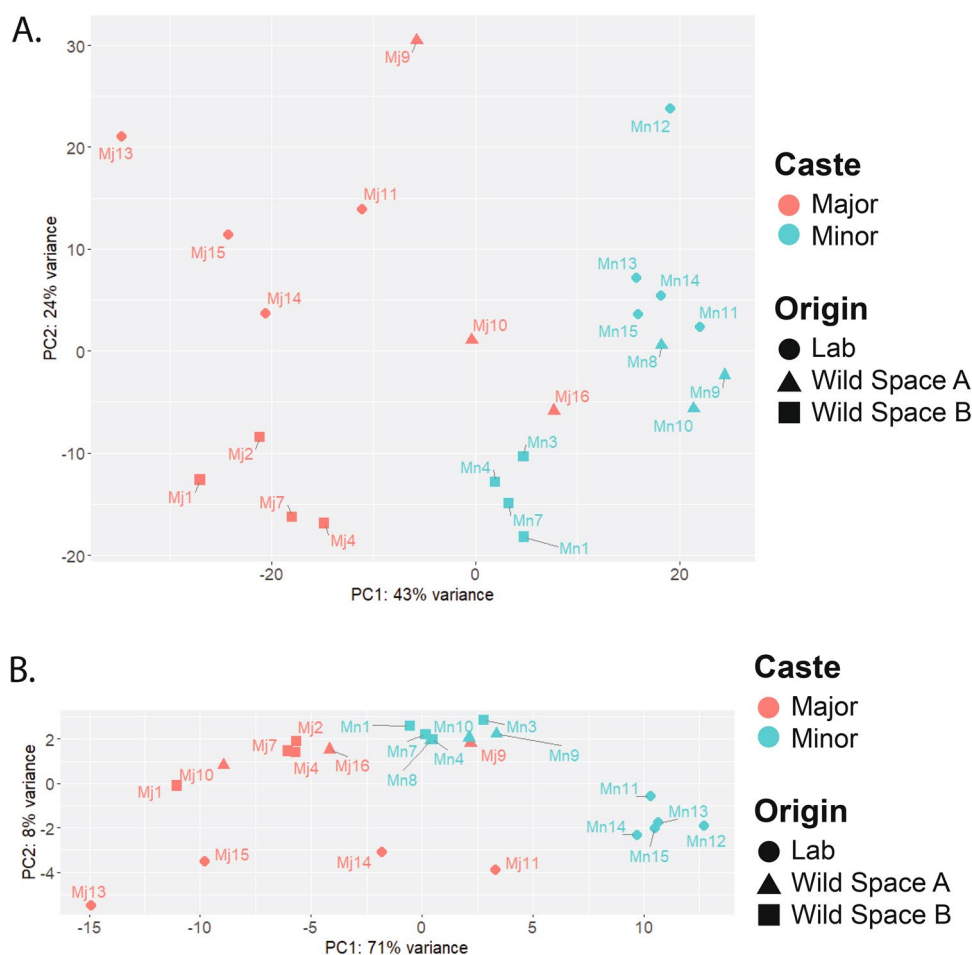 A.
30
20
10
0
-10
-20
PC2: 24% variance
Mj9
Mn12
Mj13
Mj11
Mj15
Mn13
Mn14
Mj14
Mn15
Mn11
Mj10
Mn8
Mn9
Mj16
Mn10
Mj2
Mn3
Mn4
Mj1
Mj7
Mn7
Mj4
Mn1
-20
0
20
PC1: 43% variance
Caste
Major
Minor
Origin
Lab
Wild Space A
Wild Space B
B.
2
0
-2
-4
PC2: 8% variance
Mj2
Mn1
Mn10
Mn3
Mj7
Mn7
Mj4
Mj16
Mn4
Mj9
Mn9
Mj10
Mn8
Mj1
Mn11
Mn13
Mn14
Mn12
Mj15
Mj14
Mj11
Mn15
Mj13
-15
-10
-5
0
5
10
PC1: 71% variance
Caste
Major
Minor
Origin
Lab
Wild Space A
Wild Space B